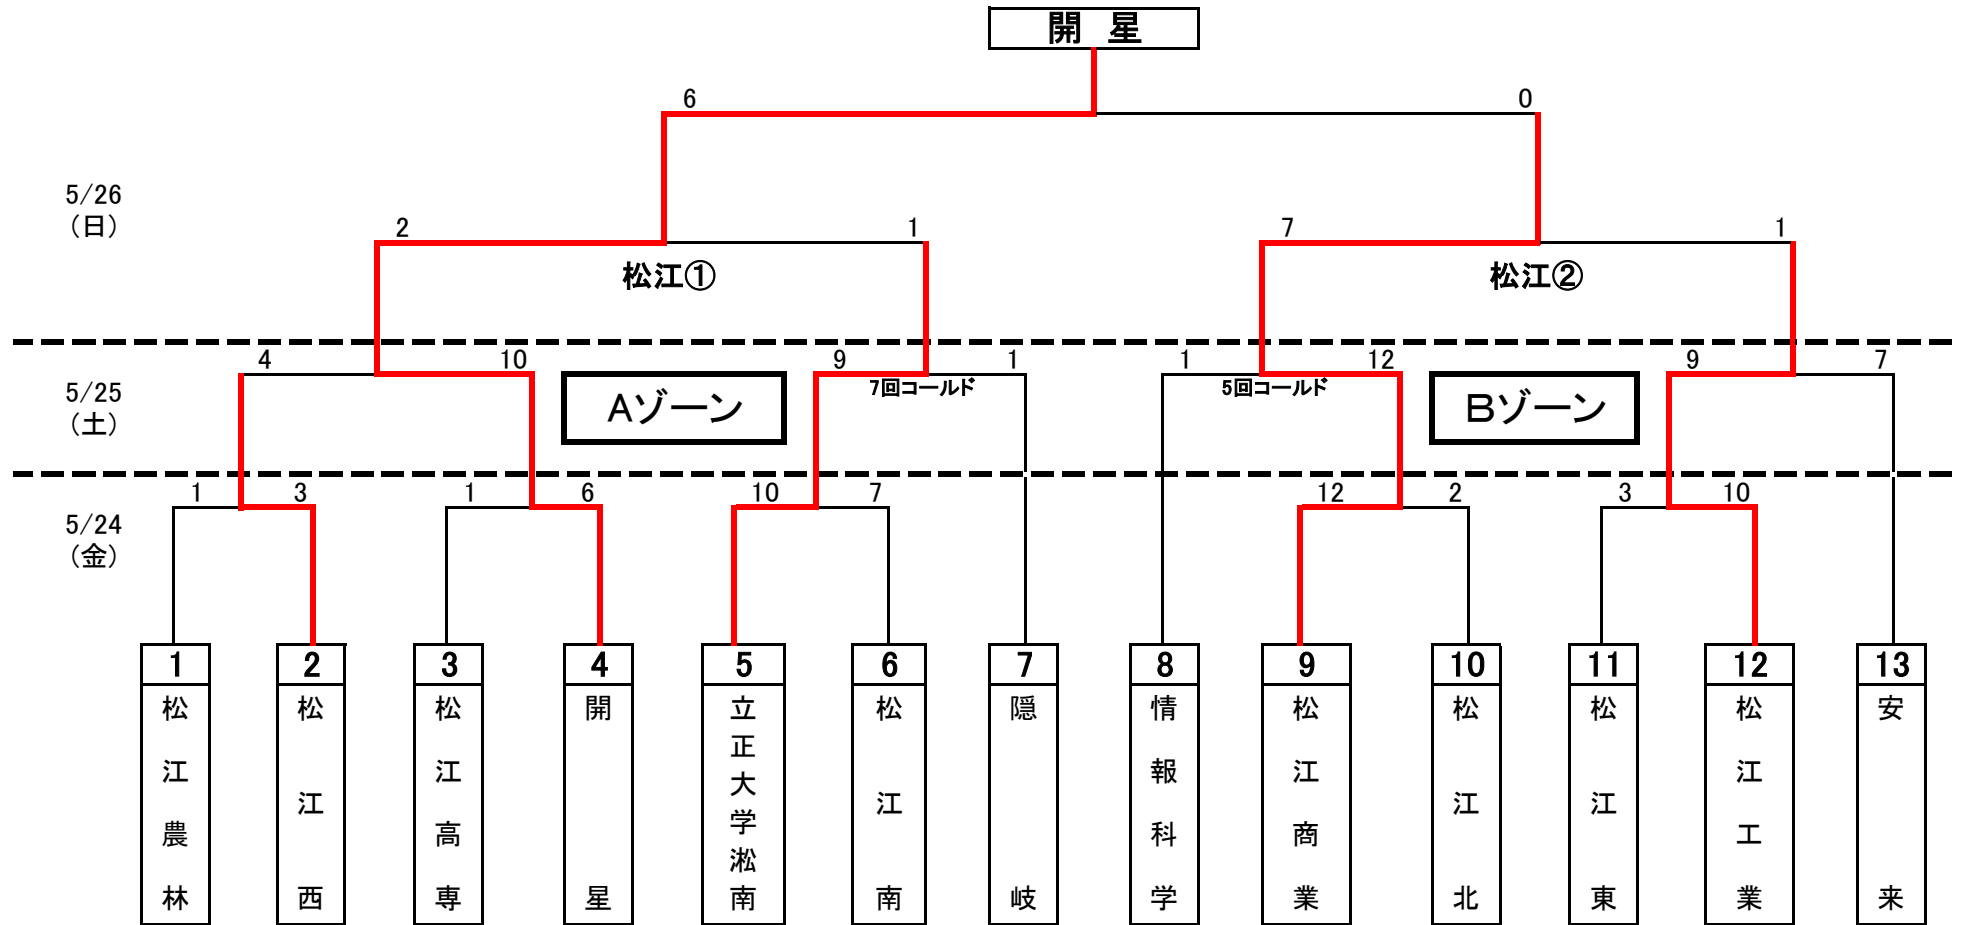 開 星
6 0
5/26
(日)
2 1 7 1
松江① 松江②
4 10 9 1 1 12 9 7
7回コールド 5回コールド
5/25
(土)
Aゾーン Bゾーン
1 3 1 6 10 7 12 2 3 10
5/24
(金)
1 2 3 4 5 6 7 8 9 10 11 12 13
松江農林
松江西
松江高専
開星
立正大学淞南
松江南
隠岐
情報科学
松江商業
松江北
松江東
松江工業
安来